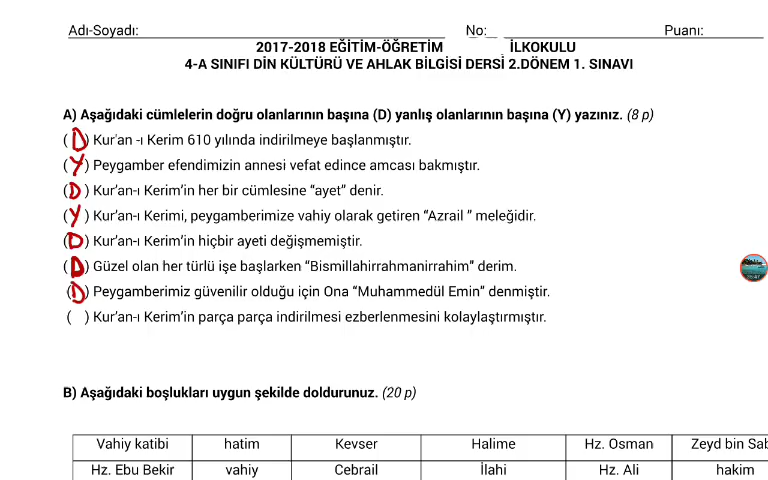 Adı-Soyadı: No: Puanı:
2017-2018 EĞİTİM-ÖĞRETİM İLKOKULU
4-A SINIFI DİN KÜLTÜRÜ VE AHLAK BİLGİSİ DERSİ 2.DÖNEM 1. SINAVI
A) Aşağıdaki cümlelerin doğru olanlarının başına (D) yanlış olanlarının başına (Y) yazınız. (8 p)
(D) Kur'an -ı Kerim 610 yılında indirilmeye başlanmıştır.
(Y) Peygamber efendimizin annesi vefat edince amcası bakmıştır.
(D) Kur’an-ı Kerim’in her bir cümlesine “ayet” denir.
(Y) Kur’an-ı Kerimi, peygamberimize vahiy olarak getiren “Azrail ” meleğidir.
(D) Kur’an-ı Kerim’in hiçbir ayeti değişmemiştir.
(D) Güzel olan her türlü işe başlarken “Bismillahirrahmanirrahim” derim.
(D) Peygamberimiz güvenilir olduğu için Ona “Muhammedül Emin” denmiştir.
( ) Kur’an-ı Kerim’in parça parça indirilmesi ezberlenmesini kolaylaştırmıştır.
B) Aşağıdaki boşlukları uygun şekilde doldurunuz. (20 p)
Vahiy katibi hatim Kevser Halime Hz. Osman Zeyd bin Sab
Hz. Ebu Bekir vahiy Cebrail İlahi Hz. Ali hakim